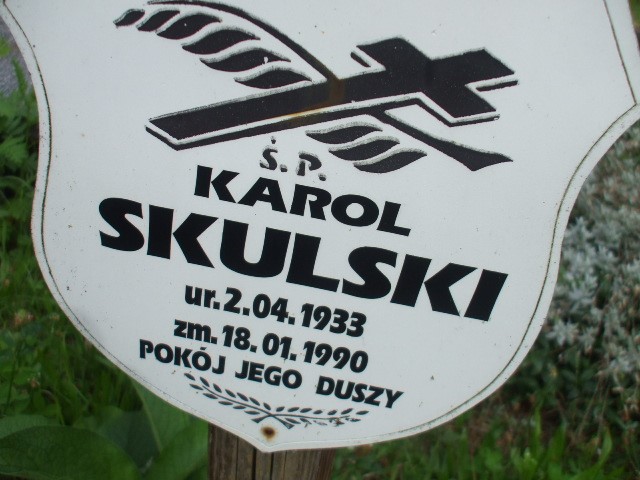 Ś.P.
KAROL
SKULSKI
ur.2.04.1933
zm.18.01.1990
POKÓJ JEGO DUSZY